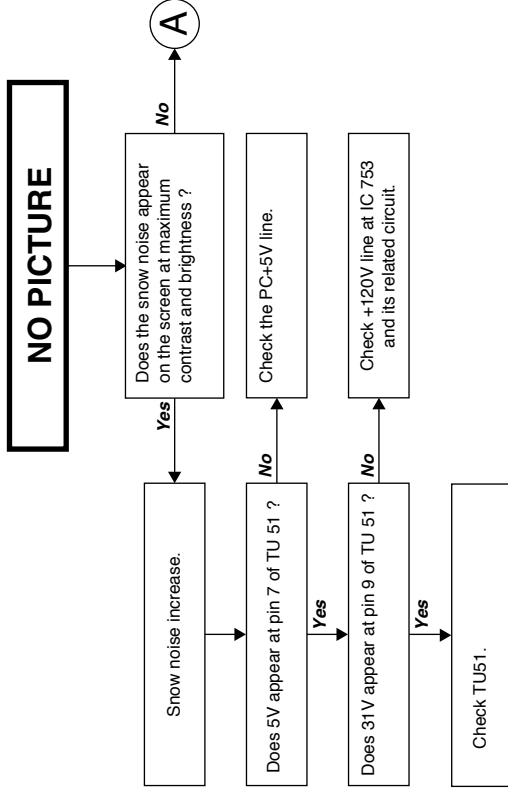 NO PICTURE
Does the snow noise appear
on the screen at maximum
contrast and brightness ?
No
A
Yes
Snow noise increase.
Does 5V appear at pin 7 of TU 51 ?
No
Check the PC+5V line.
Yes
Does 31V appear at pin 9 of TU 51 ?
No
Check +120V line at IC 753
and its related circuit.
Yes
Check TU51.